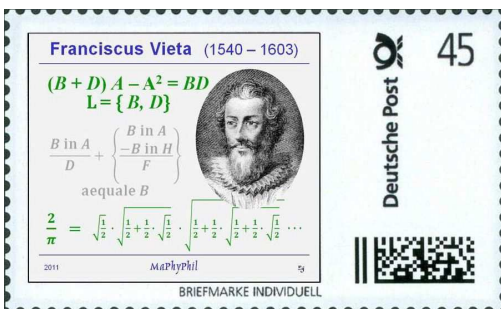 Franciscus Vieta (1540 – 1603)
(B + D) A – A² = BD
L = { B, D}
B in A / D + { B in A –B in H / F }
aequale B
2/π = √1/2 · √(1/2 + 1/2 · √1/2) · √(1/2 + 1/2 · √(1/2 + 1/2 · √1/2)) ···
2011
MaPhyPhil
BRIEFMARKE INDIVIDUELL
Deutsche Post
45